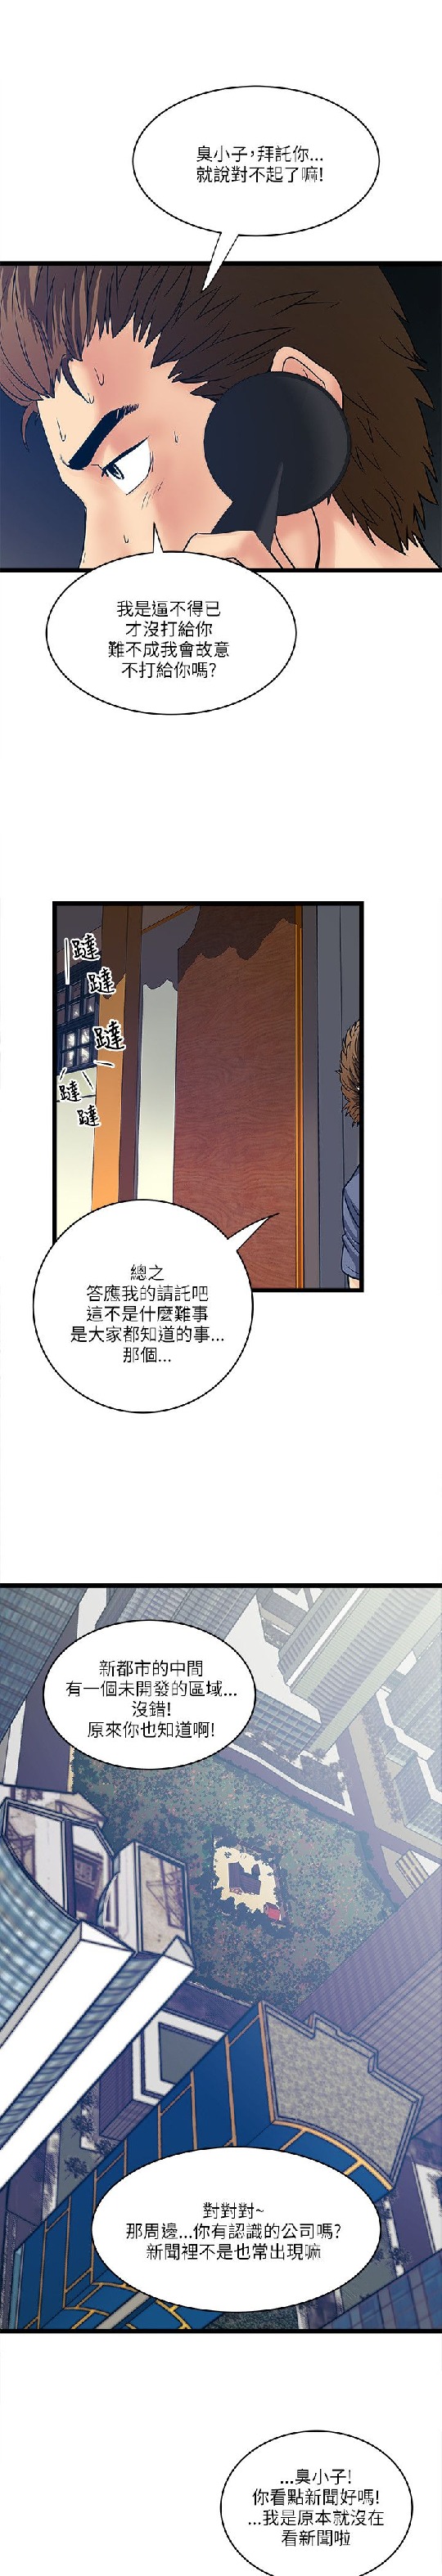 臭小子,拜託你...
就說對不起了嘛!
我是逼不得已
才沒打給你
難不成我會故意
不打給你嗎?
躂
躂
躂
躂
躂
總之
答應我的請託吧
這不是什麼難事
是大家都知道的事...
那個...
新都市的中間
有一個未開發的區域...
沒錯!
原來你也知道啊!
對對對~
那周邊...你有認識的公司嗎?
新聞裡不是也常出現嘛
...臭小子!
你看點新聞好嗎!
...我是原本就沒在
看新聞啦